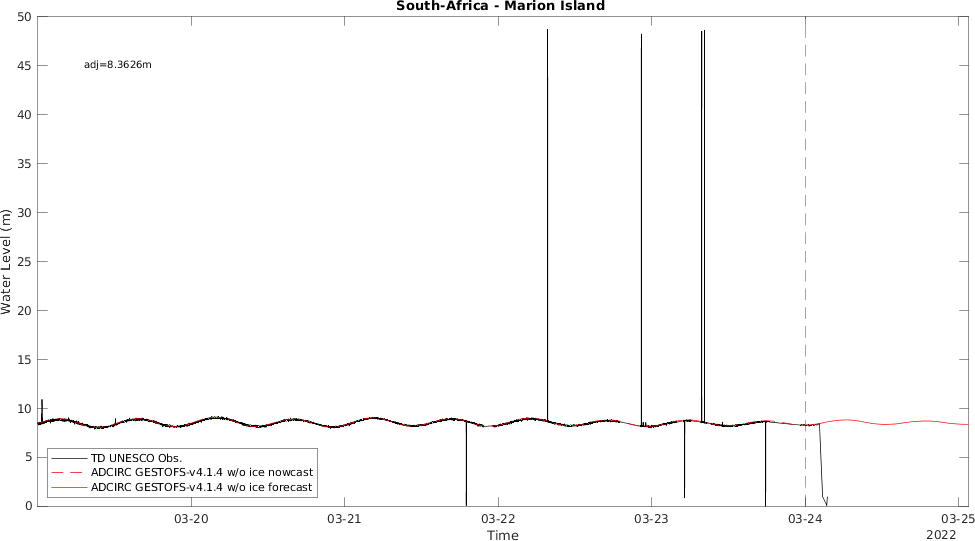 South-Africa - Marion Island
adj=8.3626m
50
45
40
35
30
25
20
15
10
5
0
Water Level (m)
TD UNESCO Obs.
ADCIRC GESTOFS-v4.1.4 w/o ice nowcast
ADCIRC GESTOFS-v4.1.4 w/o ice forecast
03-20
03-21
03-22
03-23
03-24
03-25
Time
2022